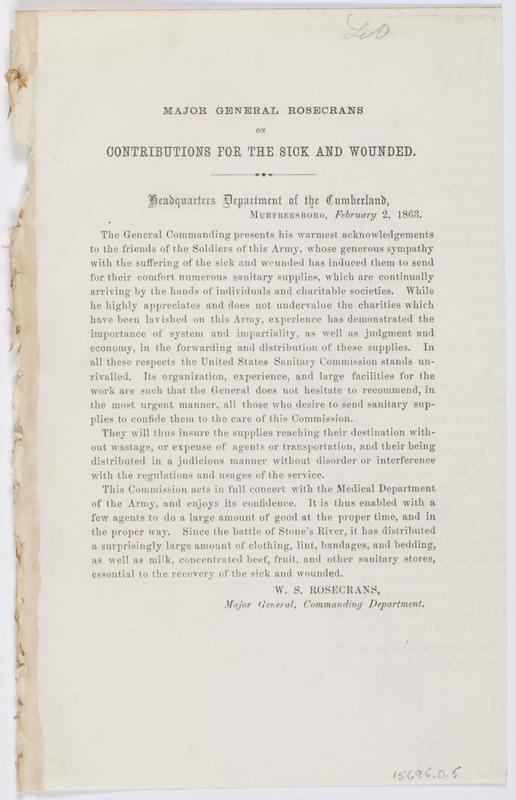 MAJOR GENERAL ROSECRANS
ON
CONTRIBUTIONS FOR THE SICK AND WOUNDED.
Headquarters Department of the Cumberland,
MURFREESBORO, February 2, 1863.
The General Commanding presents his warmest acknowledgements
to the friends of the Soldiers of this Army, whose generous sympathy
with the suffering of the sick and wounded has induced them to send
for their comfort numerous sanitary supplies, which are continually
arriving by the hands of individuals and charitable societies. While
he highly appreciates and does not undervalue the charities which
have been lavished on this Army, experience has demonstrated the
importance of system and impartiality, as well as judgment and
economy, in the forwarding and distribution of these supplies. In
all these respects the United States Sanitary Commission stands un-
rivalled. Its organization, experience, and large facilities for the
work are such that the General does not hesitate to recommend, in
the most urgent manner, all those who desire to send sanitary sup-
plies to confide them to the care of this Commission.
They will thus insure the supplies reaching their destination with-
out wastage, or expense of agents or transportation, and their being
distributed in a judicious manner without disorder or interference
with the regulations and usages of the service.
This Commission acts in full concert with the Medical Department
of the Army, and enjoys its confidence. It is thus enabled with a
few agents to do a large amount of good at the proper time, and in
the proper way. Since the battle of Stone's River, it has distributed
a surprisingly large amount of clothing, lint, bandages, and bedding,
as well as milk, concentrated beef, fruit, and other sanitary stores,
essential to the recovery of the sick and wounded.
W. S. ROSECRANS,
Major General, Commanding Department.
15695.0.5